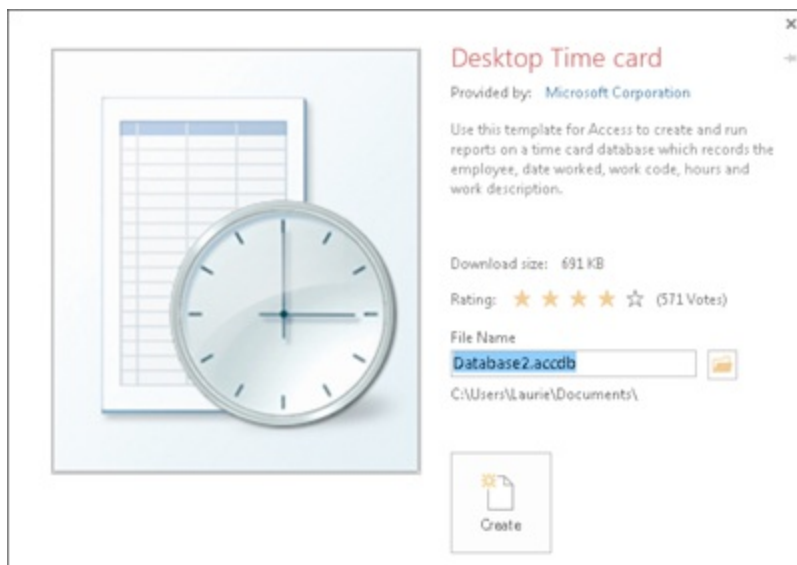 Desktop Time card
Provided by: Microsoft Corporation
Use this template for Access to create and run
reports on a time card database which records the
employee, date worked, work code, hours and
work description.
Download size: 691 KB
Rating: (571 Votes)
File Name
Database2.accdb
C:\Users\Laurie\Documents\
Create